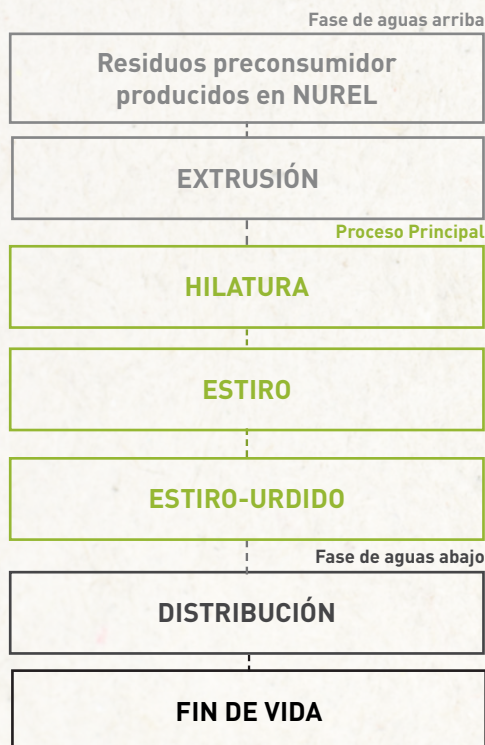 Fase de aguas arriba
Residuos preconsumidor
producidos en NUREL
EXTRUSIÓN
Proceso Principal
HILATURA
ESTIRO
ESTIRO-URDIDO
Fase de aguas abajo
DISTRIBUCIÓN
FIN DE VIDA